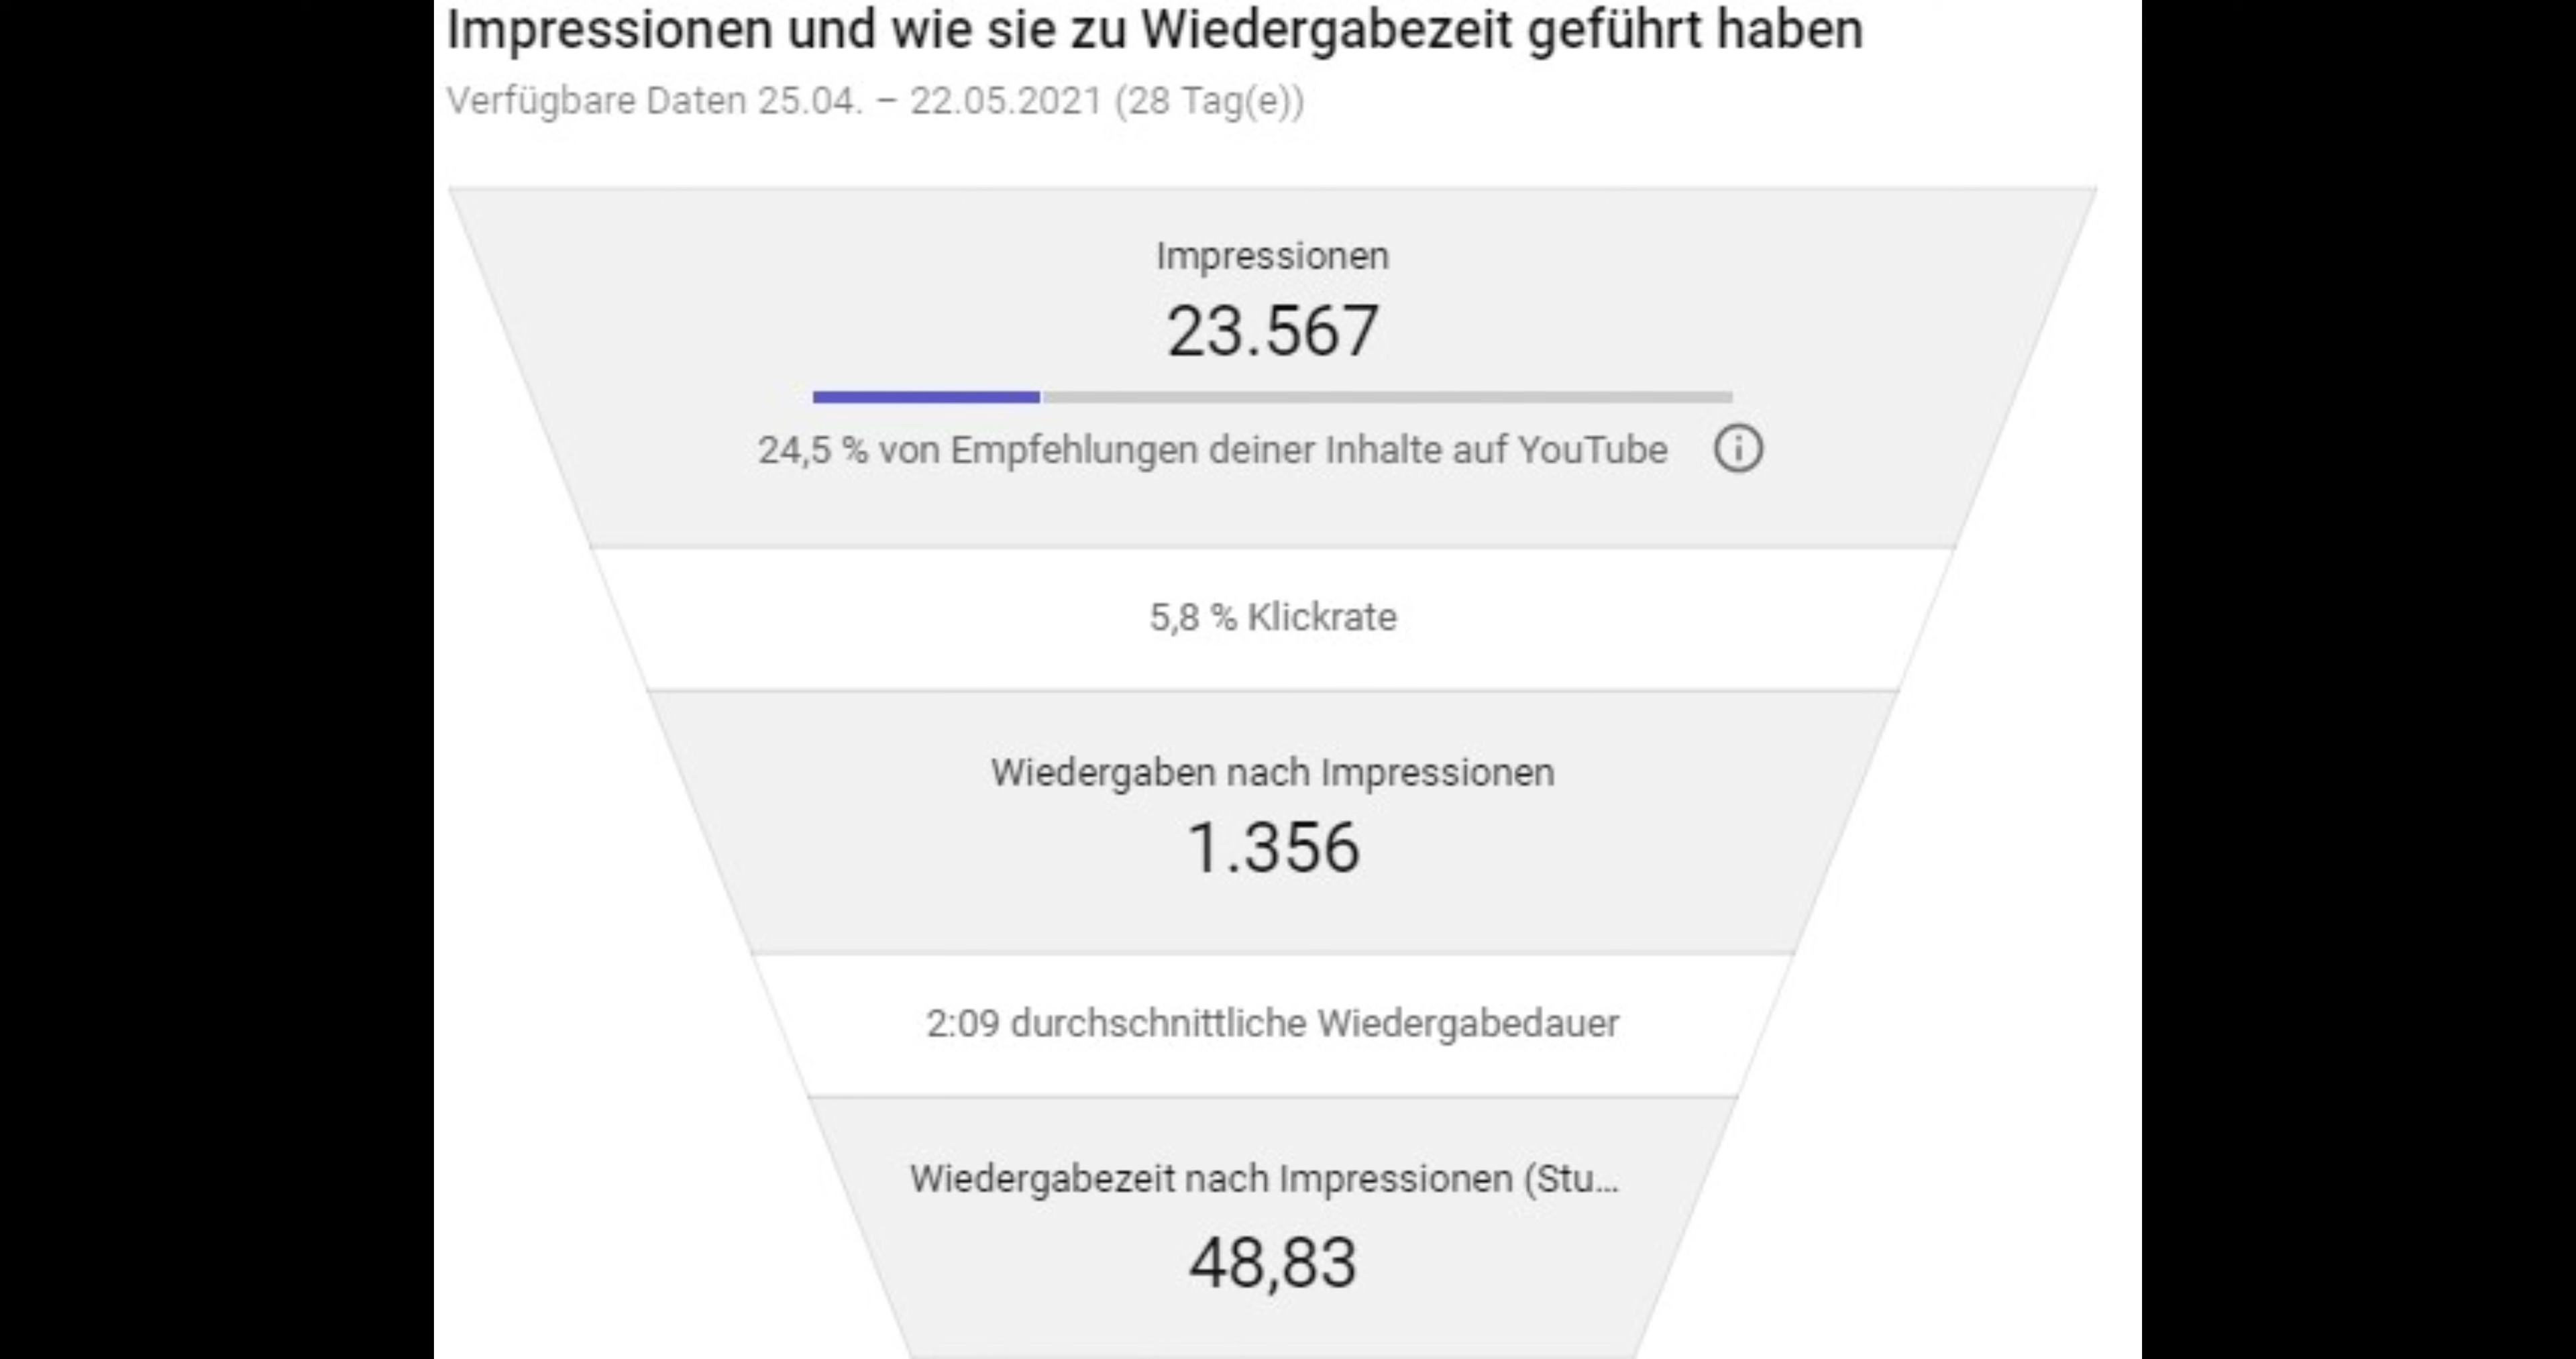 Impressionen und wie sie zu Wiedergabezeit geführt haben
Verfügbare Daten 25.04. – 22.05.2021 (28 Tag(e))
Impressionen
23.567
24,5 % von Empfehlungen deiner Inhalte auf YouTube
5,8 % Klickrate
Wiedergaben nach Impressionen
1.356
2:09 durchschnittliche Wiedergabedauer
Wiedergabezeit nach Impressionen (Stu...
48,83